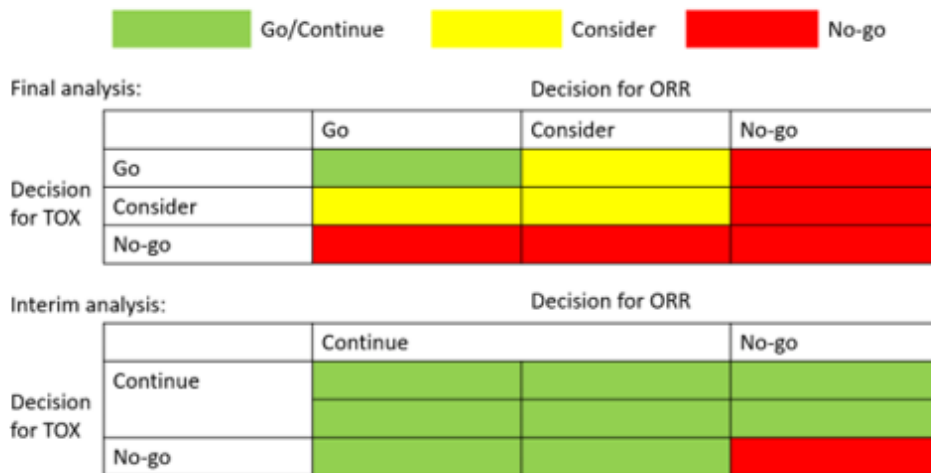 Go/Continue Consider No-go
Final analysis: Decision for ORR
Go Consider No-go
Go
Decision for TOX
Consider
No-go
Interim analysis: Decision for ORR
Continue No-go
Continue
Decision for TOX
No-go